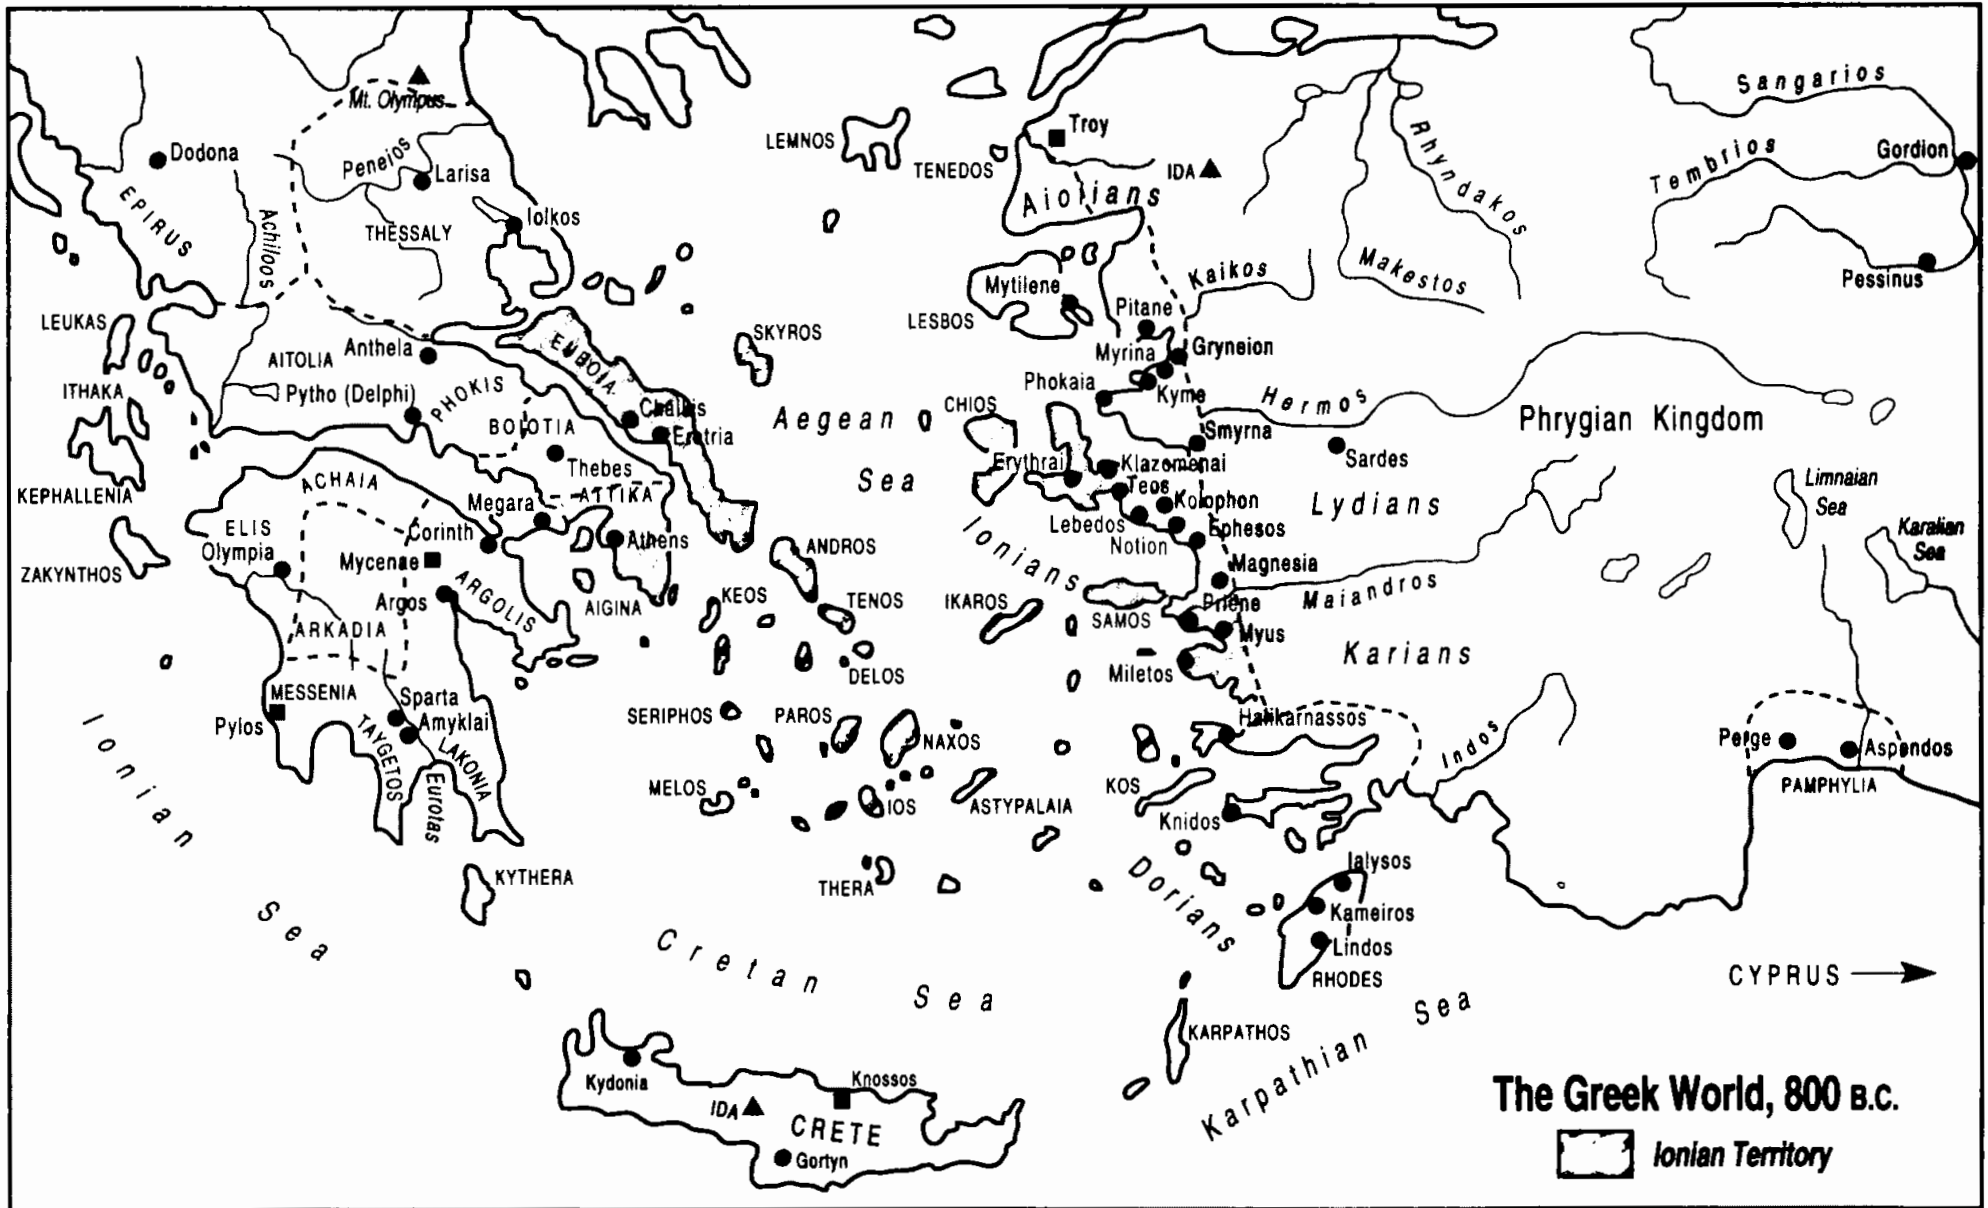 Mt. Olympus
Dodona
EPIRUS
Acheloos
Peneios
Larisa
THESSALY
Iolkos
LEMNOS
TENEDOS
Troy
IDA
Aiolians
Rhyndakos
Makestos
Kaikos
Sangarios
Tembrios
Gordion
Pessinus
LEUKAS
ITHAKA
KEPHALLENIA
ZAKYNTHOS
AITOLIA
Anthela
Pytho (Delphi)
PHOKIS
EUBOIA
Chalkis
Eretria
BOIOTIA
Thebes
ATTIKA
Megara
Athens
SKYROS
Aegean
Sea
LESBOS
Mytilene
Pitane
Myrina
Gryneion
Phokaia
Kyme
CHIOS
Smyrna
Erythrai
Klazomenai
Teos
Kolophon
Lebedos
Notion
Ephesos
Magnesia
Hermos
Sardes
Lydians
Phrygian Kingdom
Limnaian
Sea
Karalian
Sea
Ionians
SAMOS
Priene
Myus
Miletos
Maiandros
Karians
ACHAIA
ELIS
Olympia
Corinth
Mycenae
Argos
ARGOLIS
ARKADIA
AIGINA
KEOS
ANDROS
TENOS
DELOS
IKAROS
MESSENIA
Pylos
Sparta
Amyklai
TAYGETOS
LAKONIA
Eurotas
SERIPHOS
PAROS
NAXOS
MELOS
IOS
ASTYPALAIA
THERA
KYTHERA
Halikarnassos
KOS
Knidos
Indos
Perge
Aspendos
PAMPHYLIA
Dorians
Ialysos
Kameiros
Lindos
RHODES
CYPRUS
Ionian
Sea
Cretan
Sea
KARPATHOS
Karpathian Sea
Kydonia
Knossos
IDA
CRETE
Gortyn
The Greek World, 800 B.C.
Ionian Territory